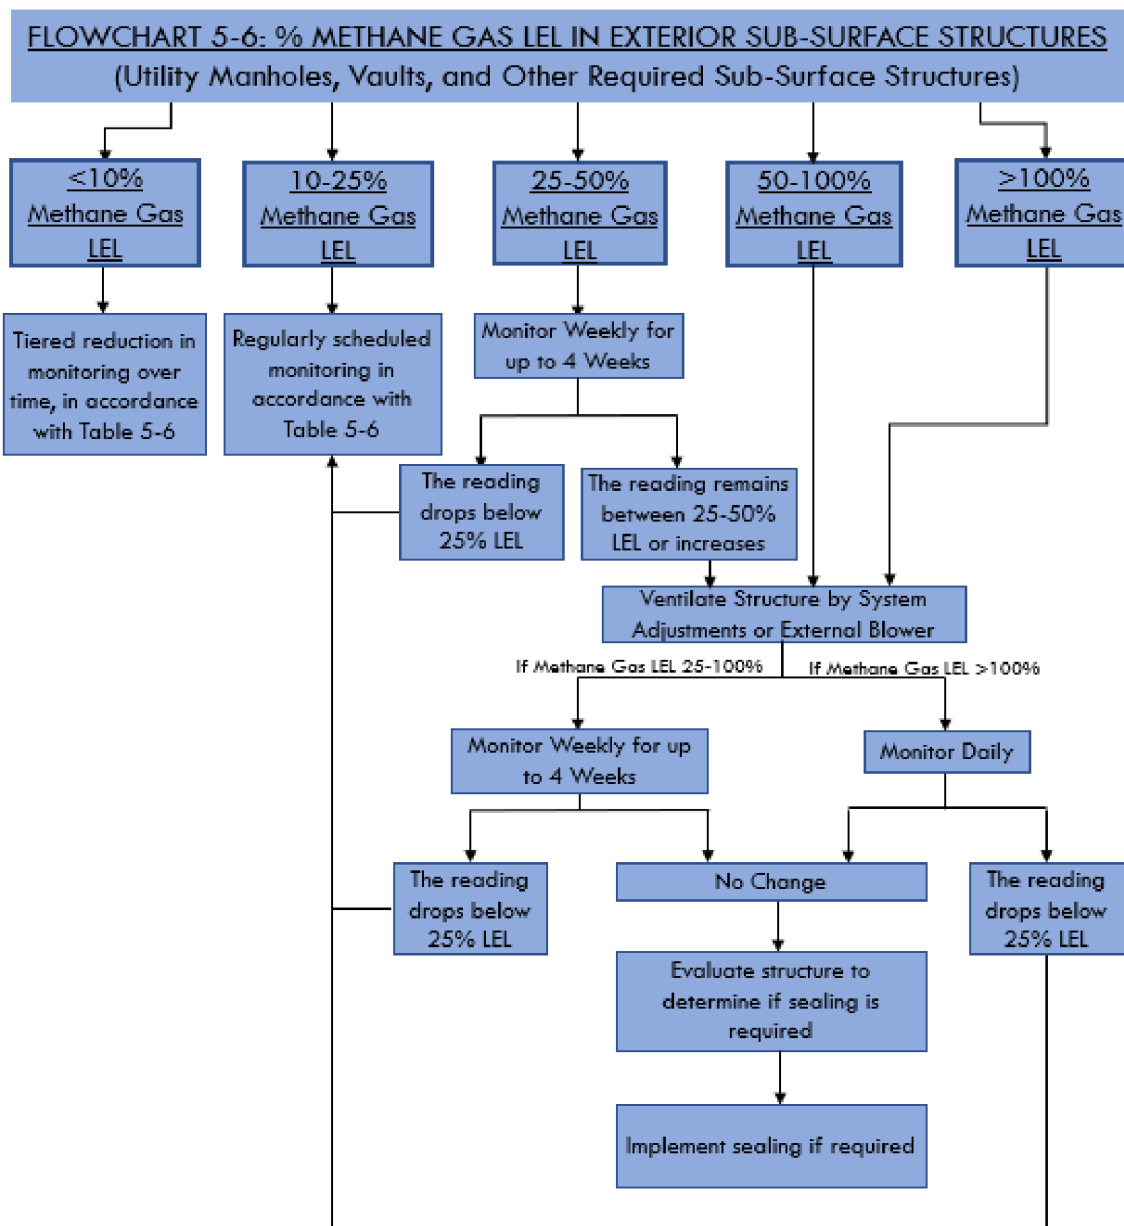 FLOWCHART 5-6: % METHANE GAS LEL IN EXTERIOR SUB-SURFACE STRUCTURES
(Utility Manholes, Vaults, and Other Required Sub-Surface Structures)
<10%
Methane Gas
LEL
10-25%
Methane Gas
LEL
25-50%
Methane Gas
LEL
50-100%
Methane Gas
LEL
>100%
Methane Gas
LEL
Tiered reduction in
monitoring over
time, in accordance
with Table 5-6
Regularly scheduled
monitoring in
accordance with
Table 5-6
Monitor Weekly for
up to 4 Weeks
The reading
drops below
25% LEL
The reading remains
between 25-50%
LEL or increases
Ventilate Structure by System
Adjustments or External Blower
If Methane Gas LEL 25-100%
If Methane Gas LEL >100%
Monitor Weekly for up
to 4 Weeks
Monitor Daily
The reading
drops below
25% LEL
No Change
The reading
drops below
25% LEL
Evaluate structure to
determine if sealing is
required
Implement sealing if required